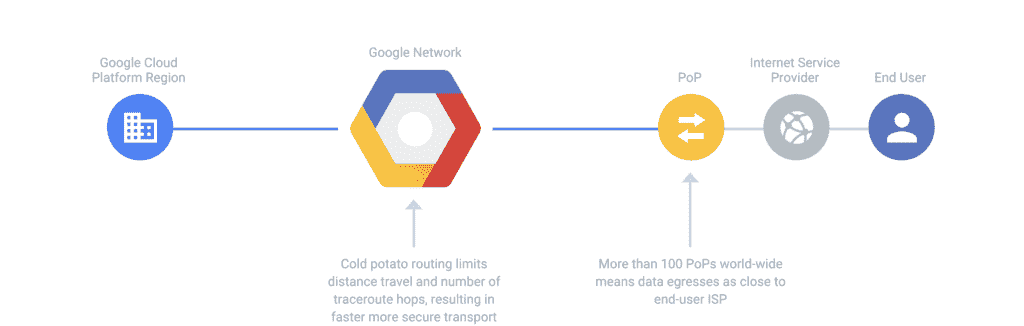 Google Cloud
Platform Region
Google Network
PoP
Internet Service
Provider
End User
Cold potato routing limits
distance travel and number of
traceroute hops, resulting in
faster more secure transport
More than 100 PoPs world-wide
means data egresses as close to
end-user ISP